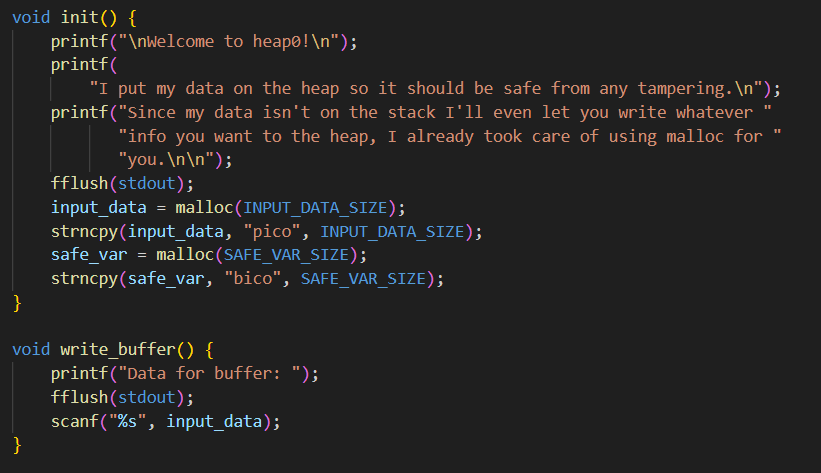 void init() {
    printf("\nWelcome to heap0!\n");
    printf(
        "I put my data on the heap so it should be safe from any tampering.\n");
    printf("Since my data isn't on the stack I'll even let you write whatever "
           "info you want to the heap, I already took care of using malloc for "
           "you.\n\n");
    fflush(stdout);
    input_data = malloc(INPUT_DATA_SIZE);
    strncpy(input_data, "pico", INPUT_DATA_SIZE);
    safe_var = malloc(SAFE_VAR_SIZE);
    strncpy(safe_var, "bico", SAFE_VAR_SIZE);
}

void write_buffer() {
    printf("Data for buffer: ");
    fflush(stdout);
    scanf("%s", input_data);
}